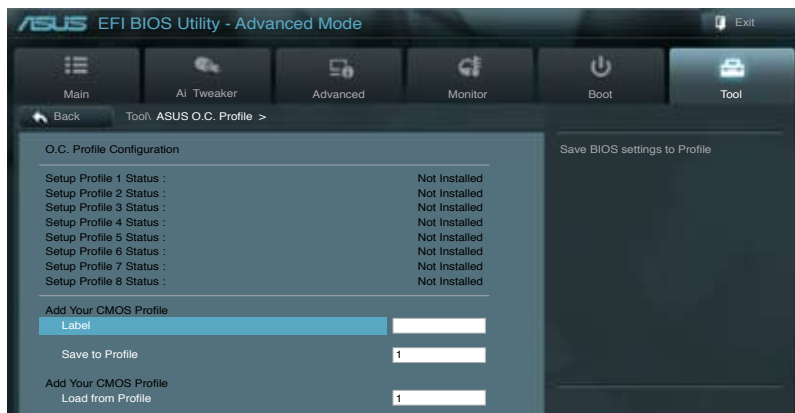 ASUS EFI BIOS Utility - Advanced Mode
Exit
Main
Ai Tweaker
Advanced
Monitor
Boot
Tool
Back
Tool\ ASUS O.C. Profile >
O.C. Profile Configuration
Save BIOS settings to Profile
Setup Profile 1 Status : Not Installed
Setup Profile 2 Status : Not Installed
Setup Profile 3 Status : Not Installed
Setup Profile 4 Status : Not Installed
Setup Profile 5 Status : Not Installed
Setup Profile 6 Status : Not Installed
Setup Profile 7 Status : Not Installed
Setup Profile 8 Status : Not Installed
Add Your CMOS Profile
Label
Save to Profile 1
Add Your CMOS Profile
Load from Profile 1